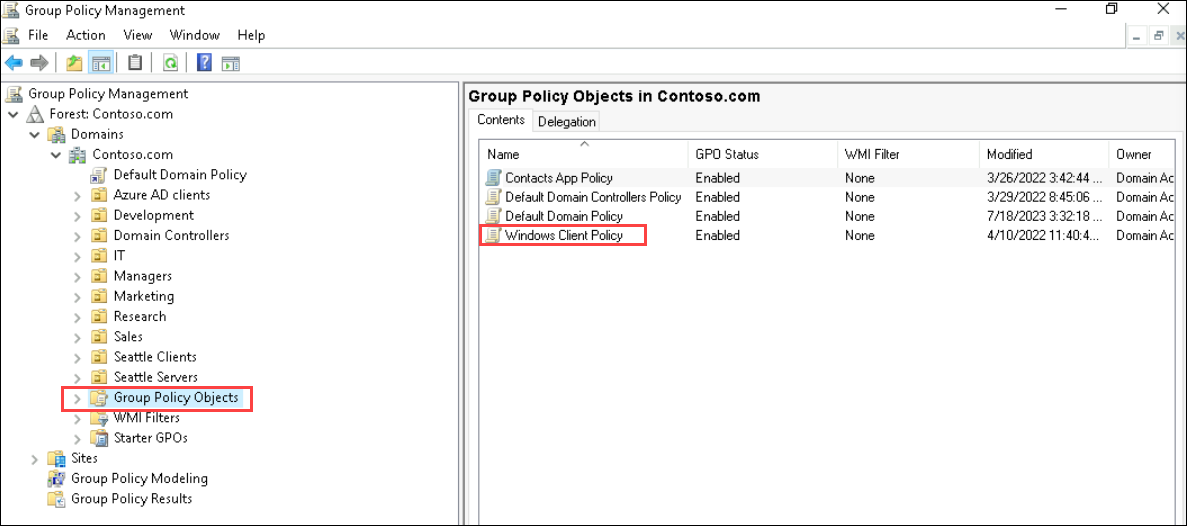 Group Policy Management
File Action View Window Help
Group Policy Management
Forest: Contoso.com
Domains
Contoso.com
Default Domain Policy
Azure AD clients
Development
Domain Controllers
IT
Managers
Marketing
Research
Sales
Seattle Clients
Seattle Servers
Group Policy Objects
WMI Filters
Starter GPOs
Sites
Group Policy Modeling
Group Policy Results
Group Policy Objects in Contoso.com
Contents Delegation
Name GPO Status WMI Filter Modified Owner
Contacts App Policy Enabled None 3/26/2022 3:42:44 ... Domain Ac
Default Domain Controllers Policy Enabled None 3/29/2022 8:45:06 ... Domain Ac
Default Domain Policy Enabled None 7/18/2023 3:32:18 ... Domain Ac
Windows Client Policy Enabled None 4/10/2022 11:40:4... Domain Ac